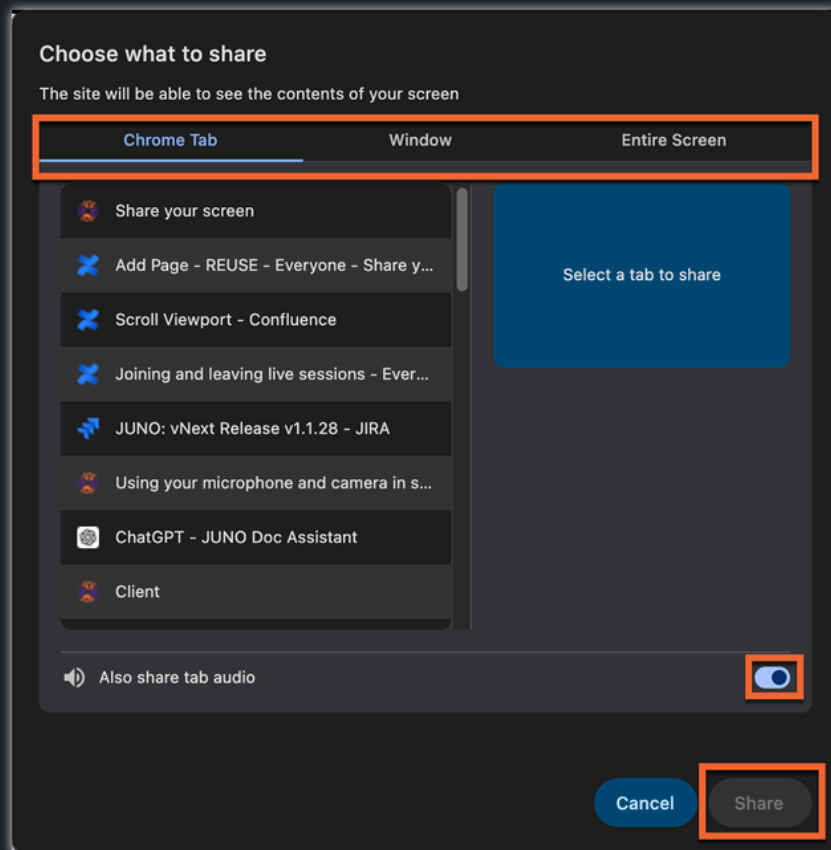 Choose what to share
The site will be able to see the contents of your screen
Chrome Tab Window Entire Screen
Share your screen
Add Page - REUSE - Everyone - Share y...
Scroll Viewport - Confluence
Joining and leaving live sessions - Ever...
JUNO: vNext Release v1.1.28 - JIRA
Using your microphone and camera in s...
ChatGPT - JUNO Doc Assistant
Client
Select a tab to share
Also share tab audio
Cancel Share